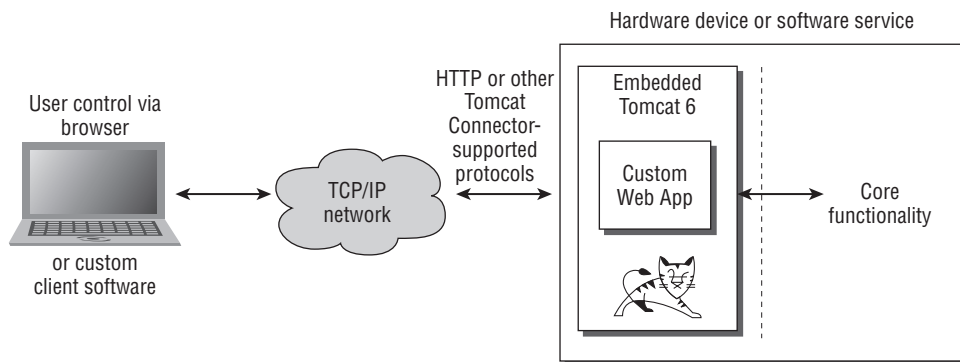 Hardware device or software service
User control via
browser
or custom
client software
TCP/IP
network
HTTP or other
Tomcat
Connector-
supported
protocols
Embedded
Tomcat 6
Custom
Web App
Core
functionality